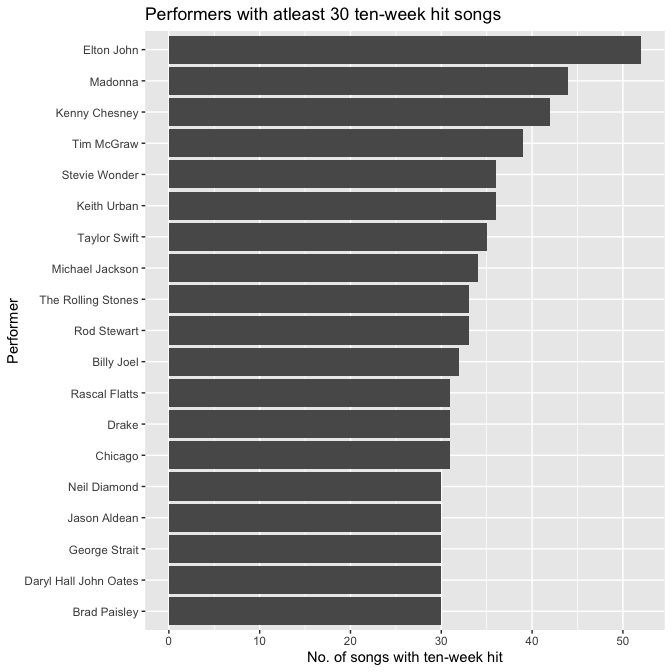 Performers with atleast 30 ten-week hit songs
Elton John
Madonna
Kenny Chesney
Tim McGraw
Stevie Wonder
Keith Urban
Taylor Swift
Michael Jackson
The Rolling Stones
Rod Stewart
Billy Joel
Rascal Flatts
Drake
Chicago
Neil Diamond
Jason Aldean
George Strait
Daryl Hall John Oates
Brad Paisley
Performer
0 10 20 30 40 50
No. of songs with ten-week hit